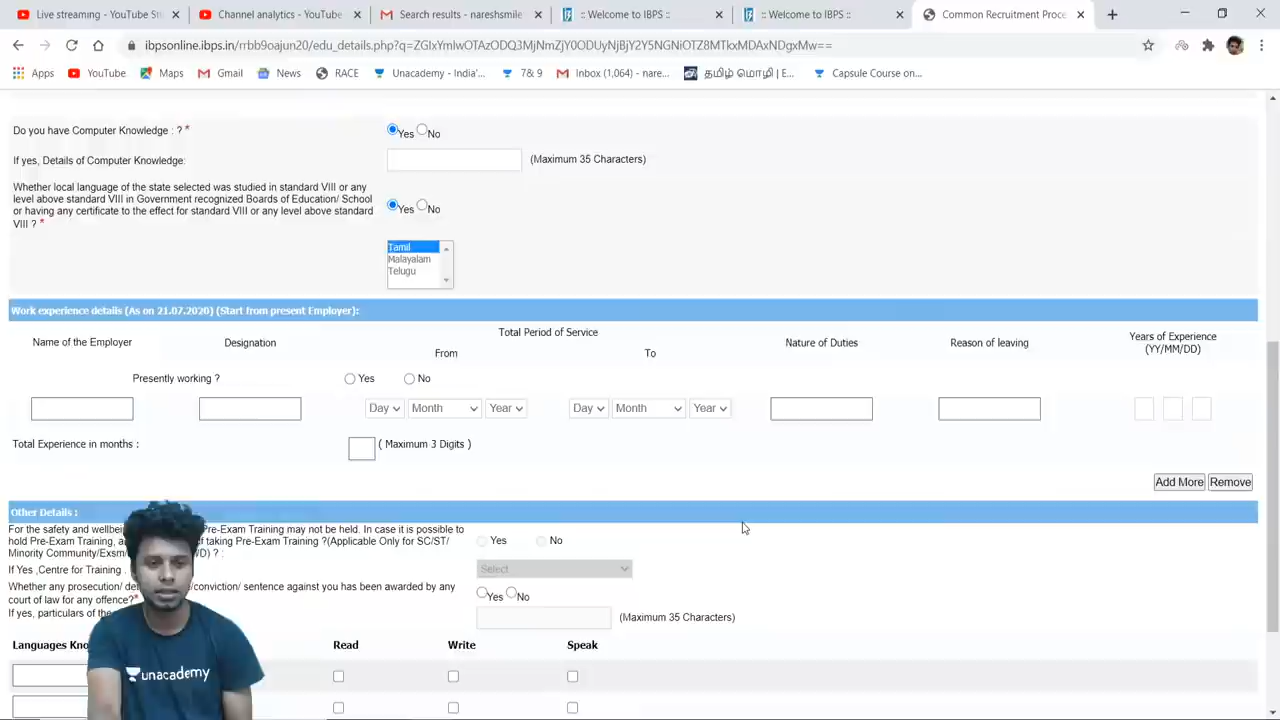 Live streaming - YouTube Stu
Channel analytics - YouTube
Search results - nareshsmile
:: Welcome to IBPS ::
:: Welcome to IBPS ::
Common Recruitment Proce
Apps
YouTube
Maps
Gmail
News
RACE
Unacademy - India'...
7& 9
Inbox (1,064) - nare...
தமிழ் மொழி | E...
Capsule Course on...
Do you have Computer Knowledge : ? *
Yes No
If yes, Details of Computer Knowledge:
(Maximum 35 Characters)
Whether local language of the state selected was studied in standard VIII or any
level above standard VIII in Government recognized Boards of Education/ School
or having any certificate to the effect for standard VIII or any level above standard
VIII ? *
Yes No
Tamil
Malayalam
Telugu
Work experience details (As on 21.07.2020) (Start from present Employer):
Name of the Employer
Designation
Total Period of Service
From
To
Nature of Duties
Reason of leaving
Years of Experience
(YY/MM/DD)
Presently working ?
Yes No
Day Month Year
Day Month Year
Total Experience in months :
( Maximum 3 Digits )
Add More Remove
Other Details :
For the safety and wellbei Pre-Exam Training may not be held. In case it is possible to
hold Pre-Exam Training, a f taking Pre-Exam Training ?(Applicable Only for SC/ST/
Minority Community/Exsm/ D) ? :
Yes No
If Yes ,Centre for Training
Select
Whether any prosecution/ de /conviction/ sentence against you has been awarded by any
court of law for any offence?*
Yes No
If yes, particulars of the
(Maximum 35 Characters)
Languages Kno
Read
Write
Speak
unacademy